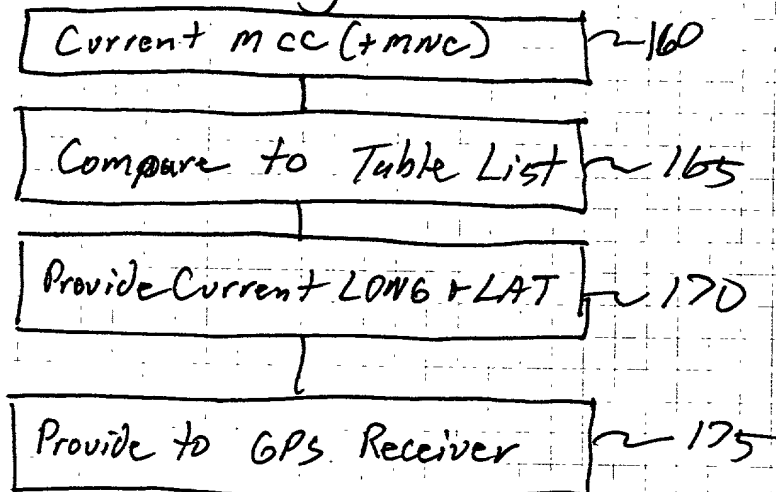 Current MCC (+MNC) 160
Compare to Table List 165
Provide Current LONG + LAT 170
Provide to GPS Receiver 175